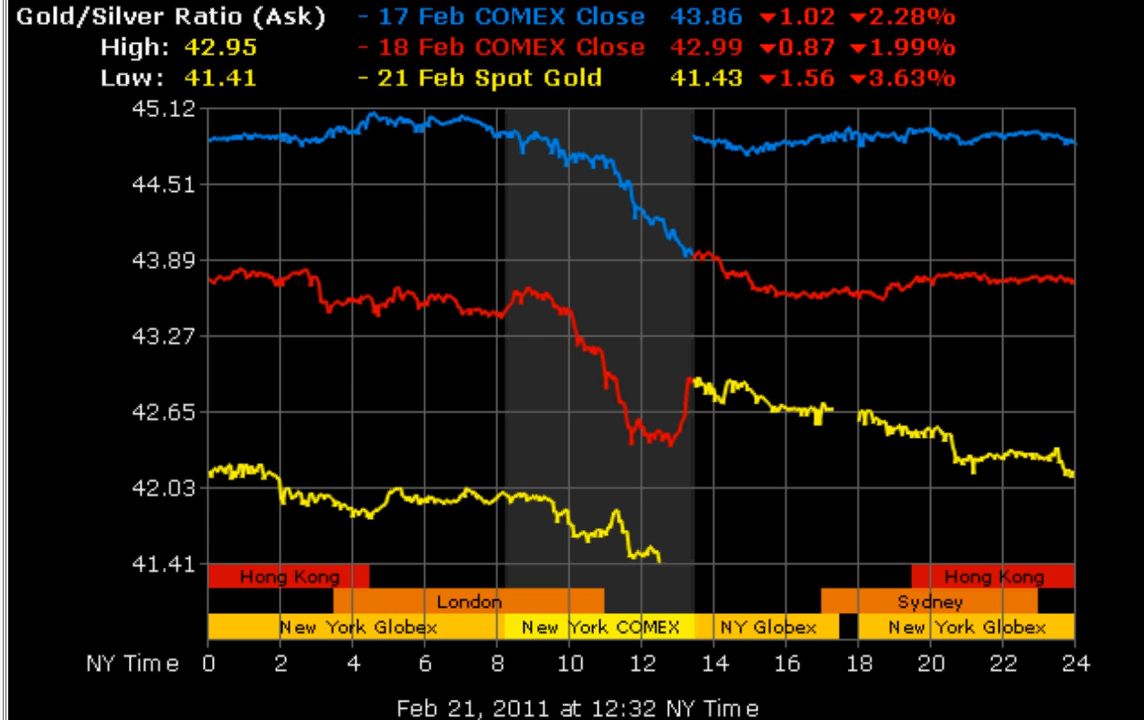 Gold/Silver Ratio (Ask) - 17 Feb COMEX Close 43.86 ▼1.02 ▼2.28%
High: 42.95 - 18 Feb COMEX Close 42.99 ▼0.87 ▼1.99%
Low: 41.41 - 21 Feb Spot Gold 41.43 ▼1.56 ▼3.63%
45.12
44.51
43.89
43.27
42.65
42.03
41.41
Hong Kong Hong Kong
London Sydney
New York Globex New York COMEX NY Globex New York Globex
NY Time 0 2 4 6 8 10 12 14 16 18 20 22 24
Feb 21, 2011 at 12:32 NY Time